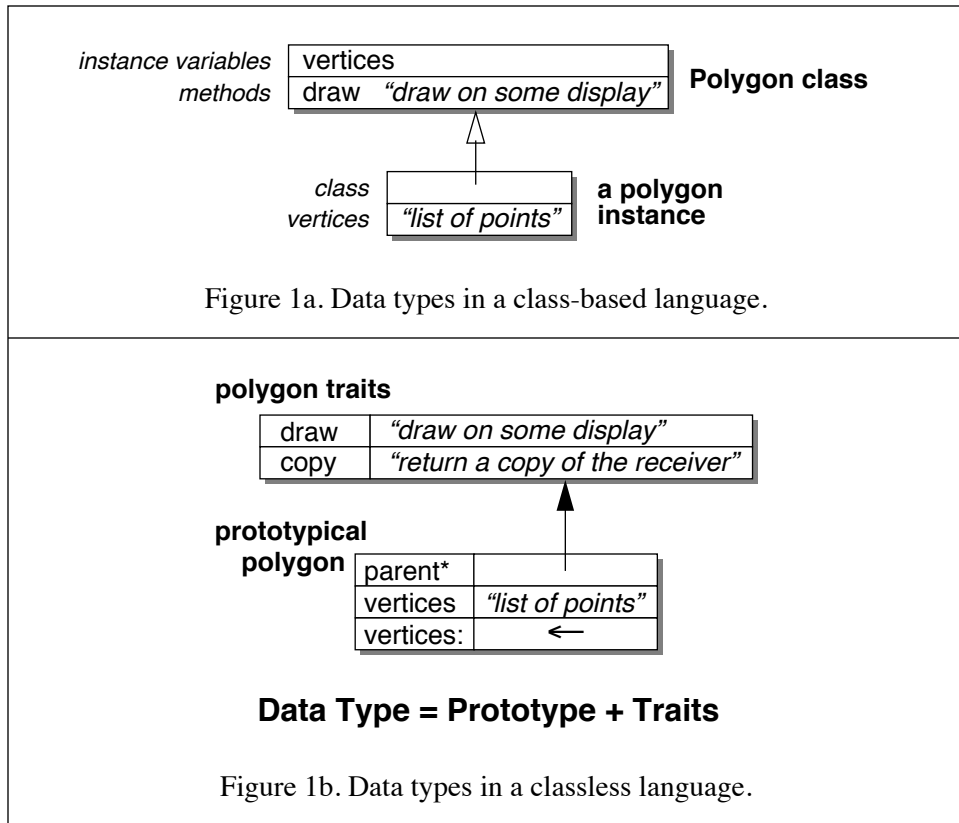 instance variables vertices
methods draw “draw on some display” Polygon class
class a polygon
vertices “list of points” instance
Figure 1a. Data types in a class-based language.
polygon traits
draw “draw on some display”
copy “return a copy of the receiver”
prototypical
polygon
parent*
vertices “list of points”
vertices: ←
Data Type = Prototype + Traits
Figure 1b. Data types in a classless language.